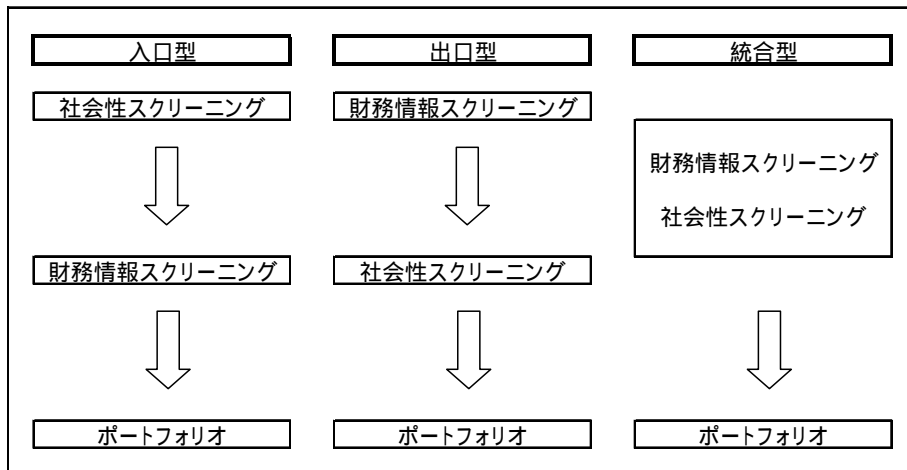 入口型
社会性スクリーニング
財務情報スクリーニング
ポートフォリオ
出口型
財務情報スクリーニング
社会性スクリーニング
ポートフォリオ
統合型
財務情報スクリーニング
社会性スクリーニング
ポートフォリオ